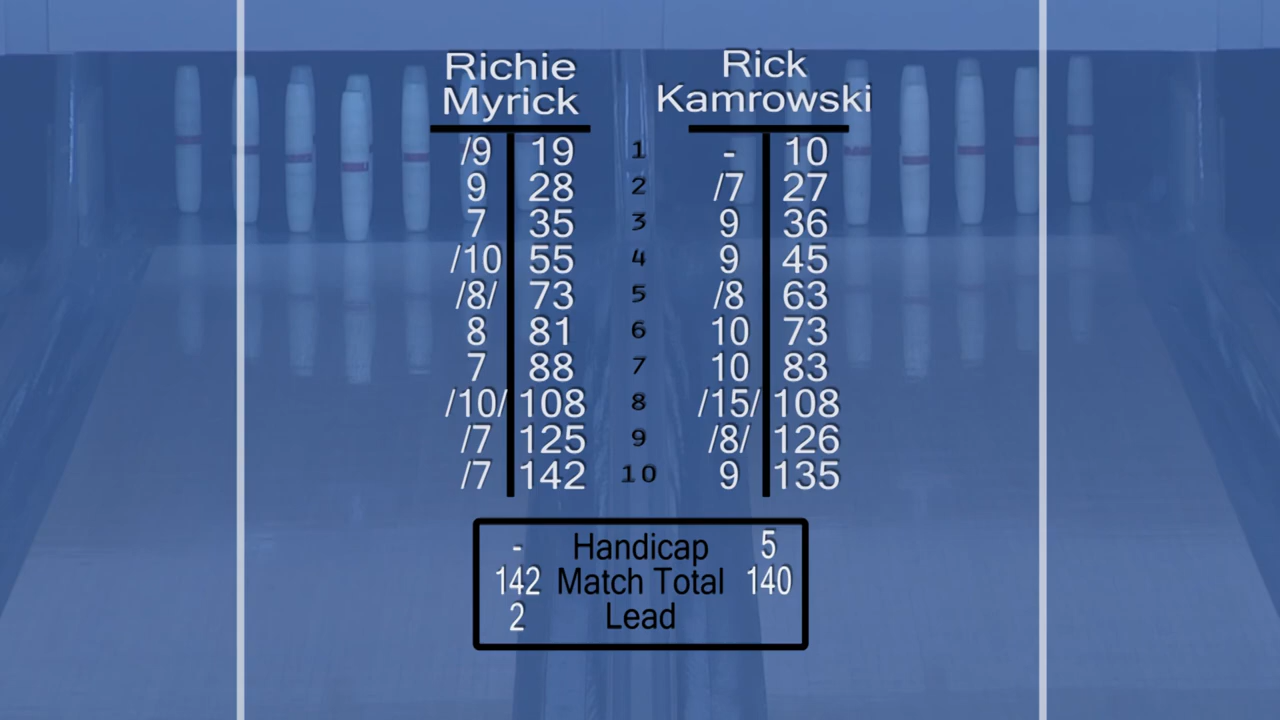 Richie Myrick
Rick Kamrowski
/9 19 1 - 10
9 28 2 /7 27
7 35 3 9 36
/10 55 4 9 45
/8/ 73 5 /8 63
8 81 6 10 73
7 88 7 10 83
/10/ 108 8 /15/ 108
/7 125 9 /8/ 126
/7 142 10 9 135
- Handicap 5
142 Match Total 140
2 Lead